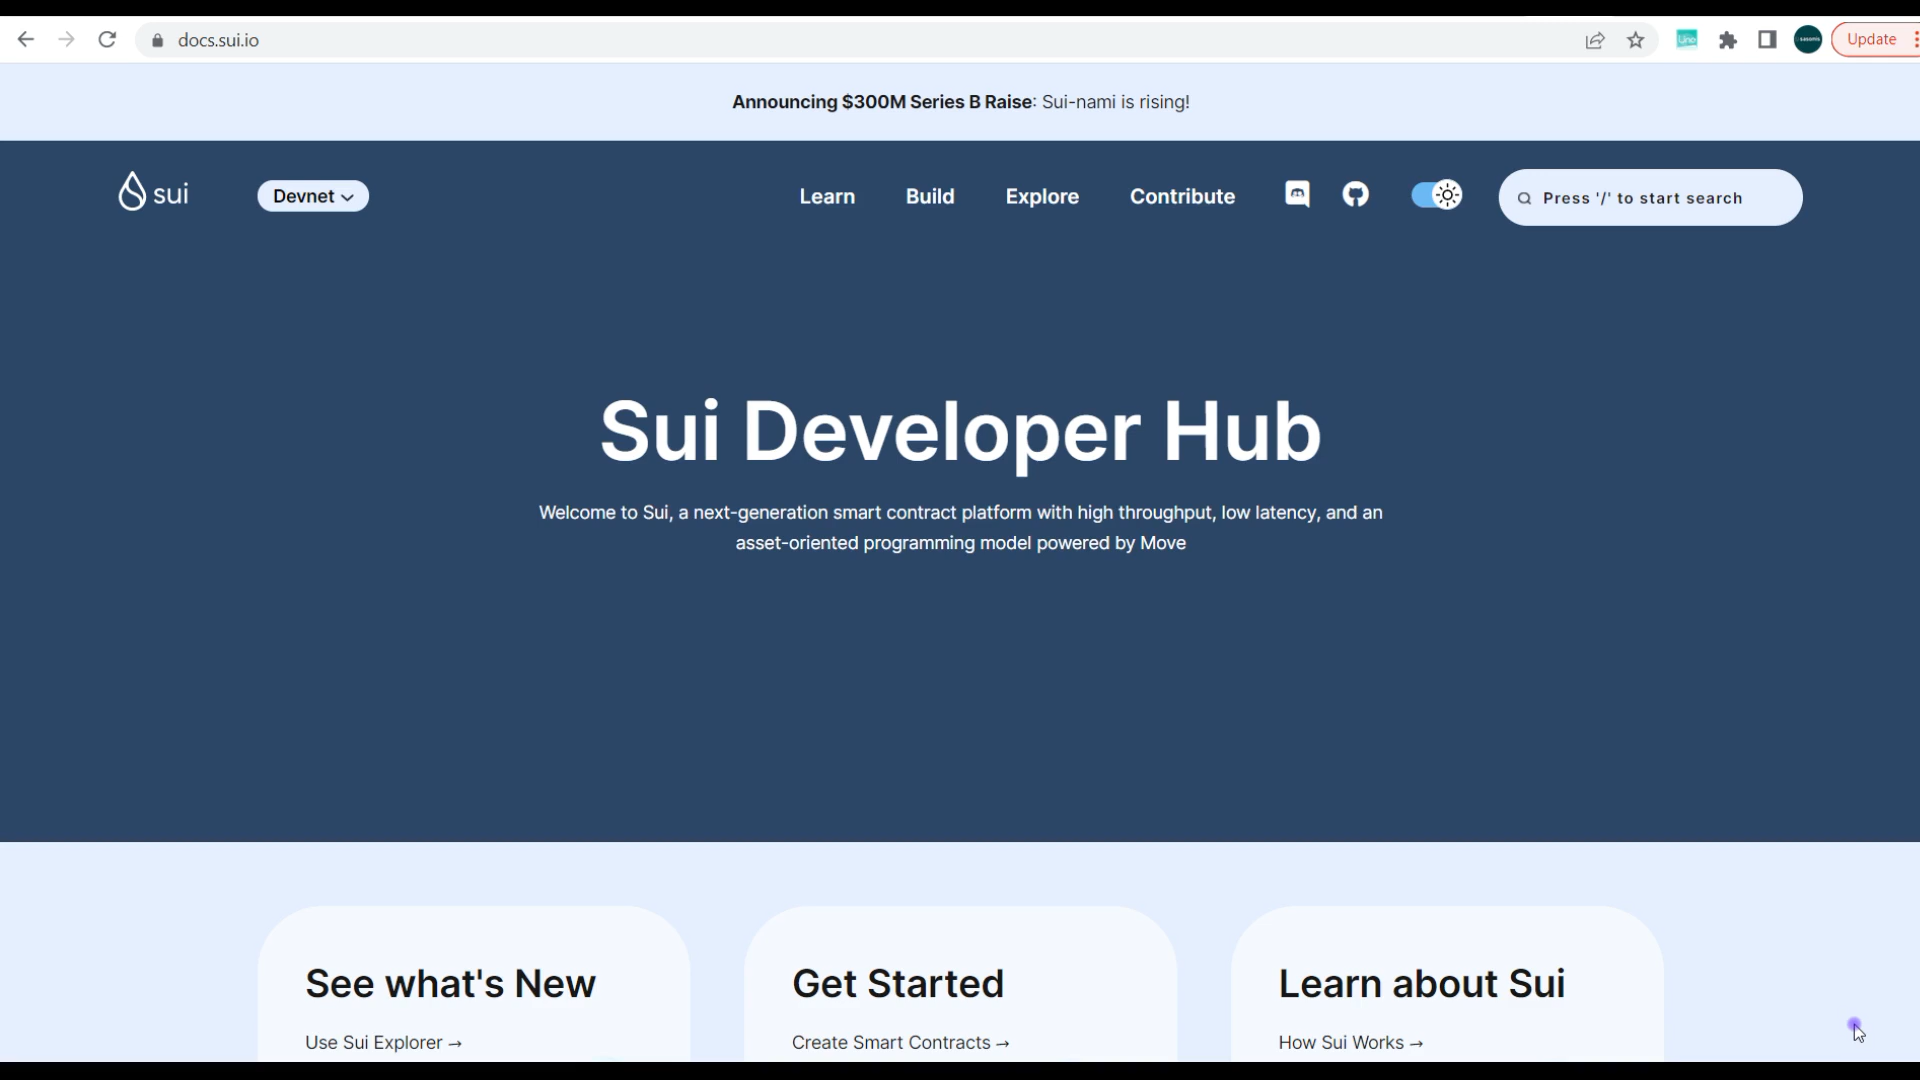 docs.sui.io
Update
Announcing $300M Series B Raise: Sui-nami is rising!
sui
Devnet
Learn
Build
Explore
Contribute
Press '/' to start search
Sui Developer Hub
Welcome to Sui, a next-generation smart contract platform with high throughput, low latency, and an
asset-oriented programming model powered by Move
See what's New
Use Sui Explorer →
Get Started
Create Smart Contracts →
Learn about Sui
How Sui Works →